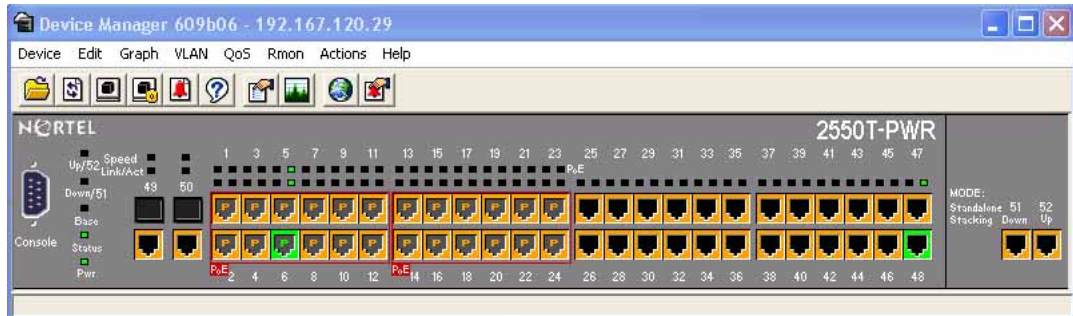 Device Manager 609b06 - 192.167.120.29
Device Edit Graph VLAN QoS Rmon Actions Help
NORTEL
2550T-PWR
Up/52 Speed
Link/Act
1 3 5 7 9 11 13 15 17 19 21 23 25 27 29 31 33 35 37 39 41 43 45 47
PoE
Down/51
49 50
P P P P P P P P P P P P
Base
MODE:
Standalone 51 52
Stacking Down Up
Console
Status
P P P P P P P P P P P P
Pwr
PoE 2 4 6 8 10 12 PoE 14 16 18 20 22 24 26 28 30 32 34 36 38 40 42 44 46 48